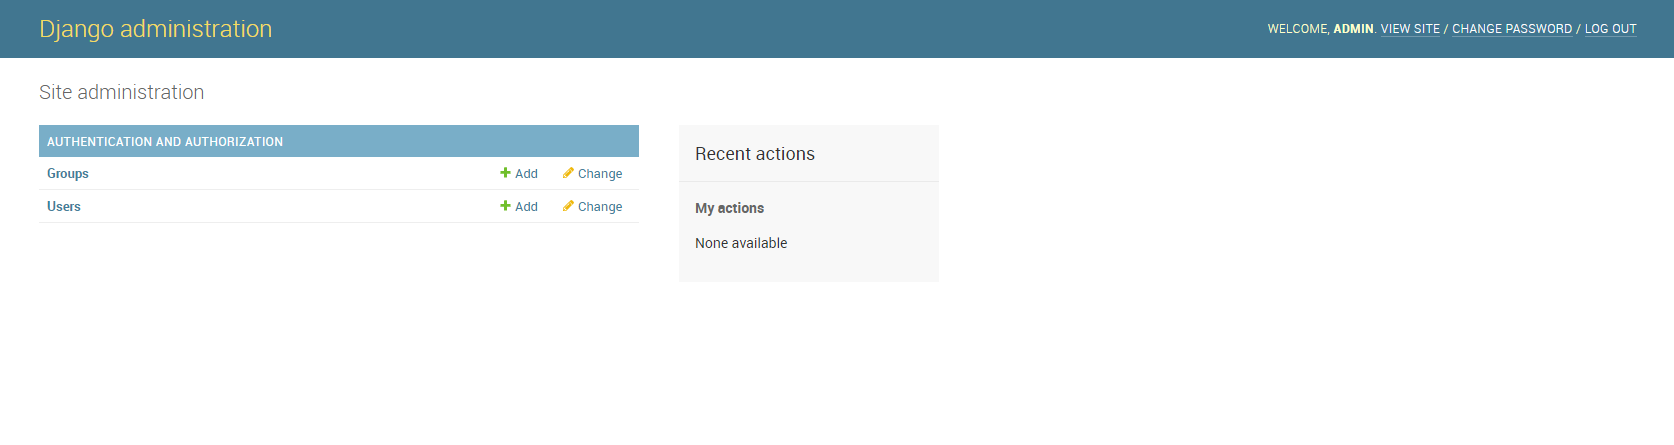 Django administration
WELCOME, ADMIN. VIEW SITE / CHANGE PASSWORD / LOG OUT
Site administration
AUTHENTICATION AND AUTHORIZATION
Groups Add Change
Users Add Change
Recent actions
My actions
None available